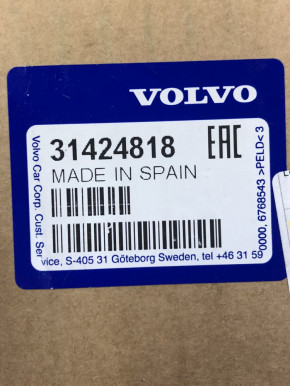 VOLVO
31424818 EAC
MADE IN SPAIN
Volvo Car Corp. Cust. Ser
vice, S-405 31 Göteborg Sweden, tel +46 31 59
0000, 6768543 >PELD< 3